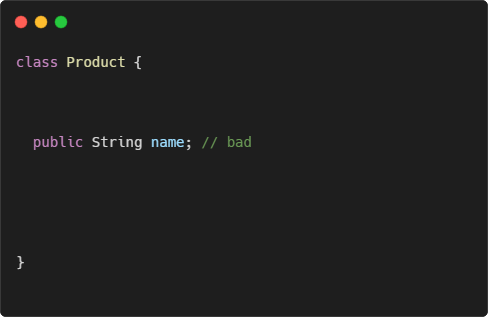 class Product {
public String name; // bad
}